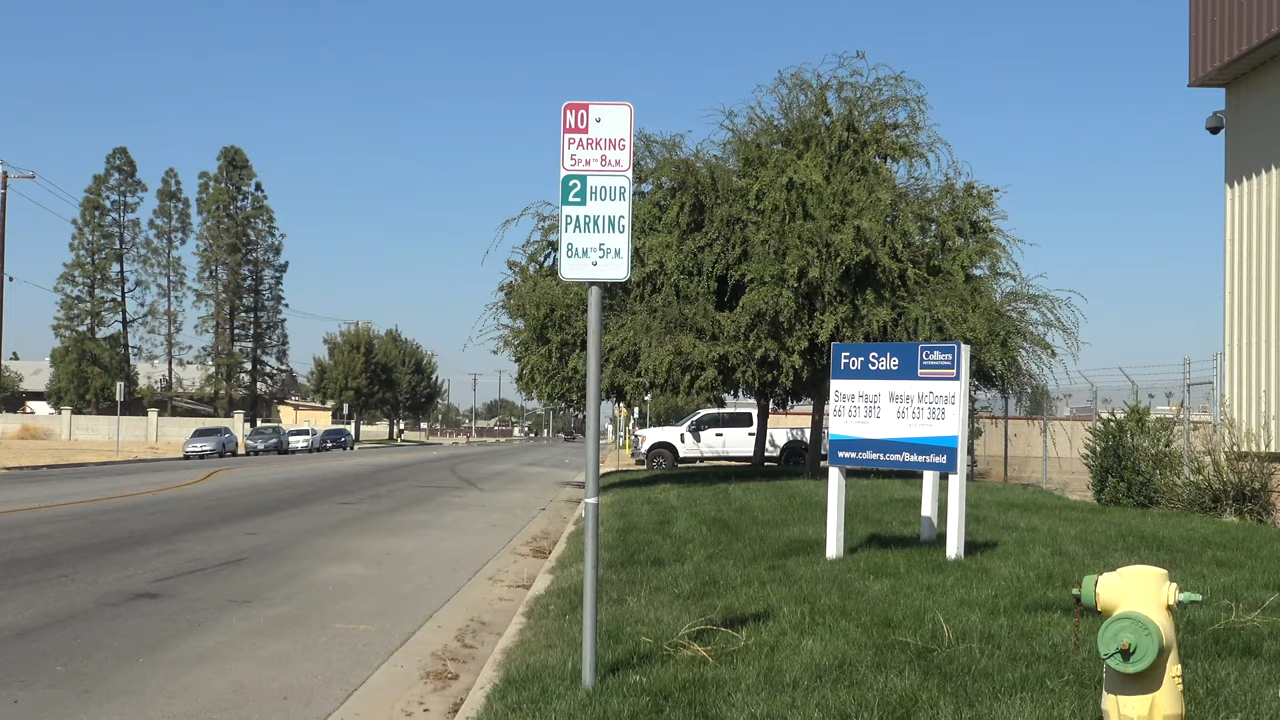 NO
PARKING
5P.M TO 8A.M.
2 HOUR
PARKING
8A.M. TO 5P.M.
For Sale
Colliers
INTERNATIONAL
Steve Haupt Wesley McDonald
661 631 3812 661 631 3828
www.colliers.com/Bakersfield